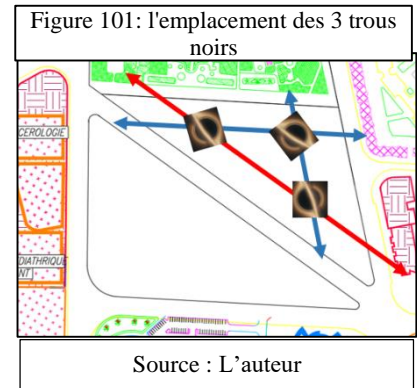 Figure 101: l'emplacement des 3 trous
noirs
CEROLOGIE
DIATHRIQUE
NT
Source : L'auteur